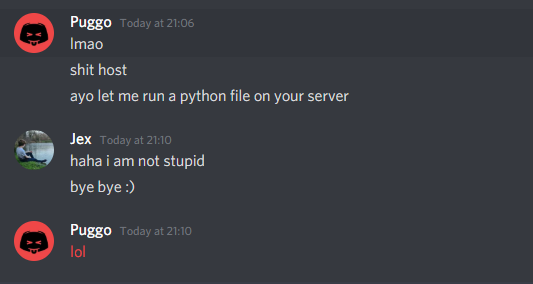 Puggo Today at 21:06
lmao
shit host
ayo let me run a python file on your server
Jex Today at 21:10
haha i am not stupid
bye bye :)
Puggo Today at 21:10
lol